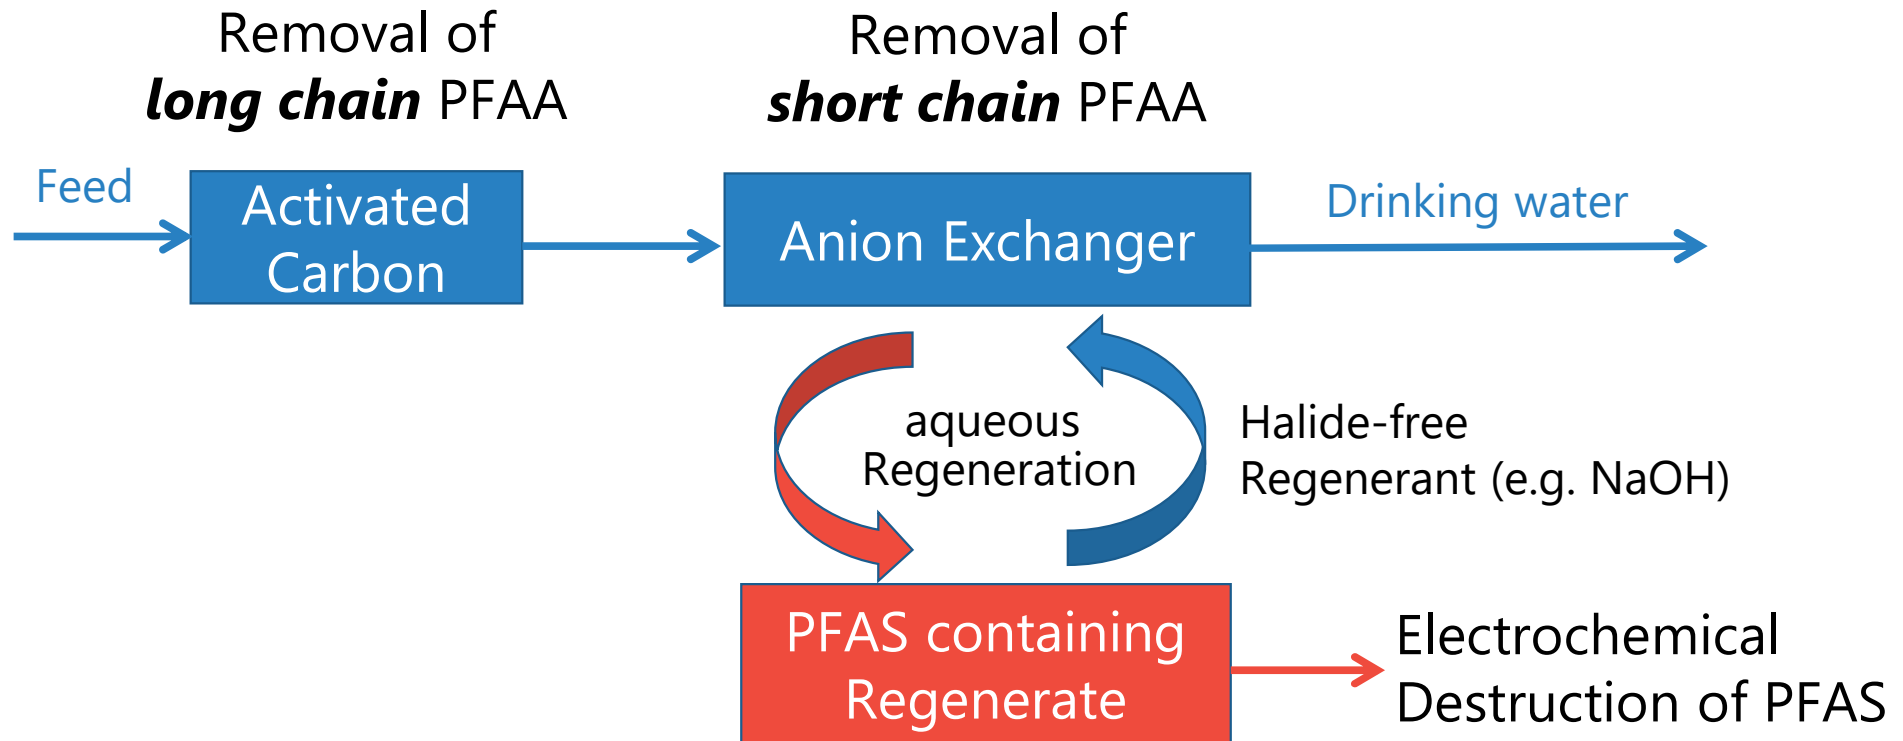 Removal of
long chain PFAA
Removal of
short chain PFAA
Feed
Activated
Carbon
Anion Exchanger
Drinking water
aqueous
Regeneration
Halide-free
Regenerant (e.g. NaOH)
PFAS containing
Regenerate
Electrochemical
Destruction of PFAS